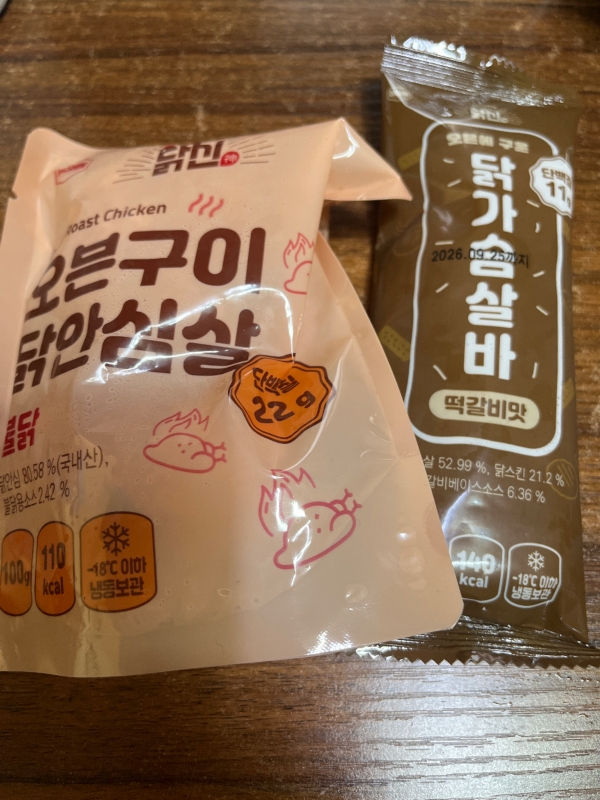 닭신
Roast Chicken
오븐구이
닭안심살
단백질
22g
불닭
닭안심 80.58 %(국내산),
불닭용소스 2.42 %
100g
110
kcal
-18℃ 이하
냉동보관
닭신
오븐에 구운
닭가슴살바
단백질
11g
2026.09.25까지
떡갈비맛
살 52.99 %, 닭스킨 21.2 %
갈비베이스소스 6.36 %
140
kcal
-18℃ 이하
냉동보관